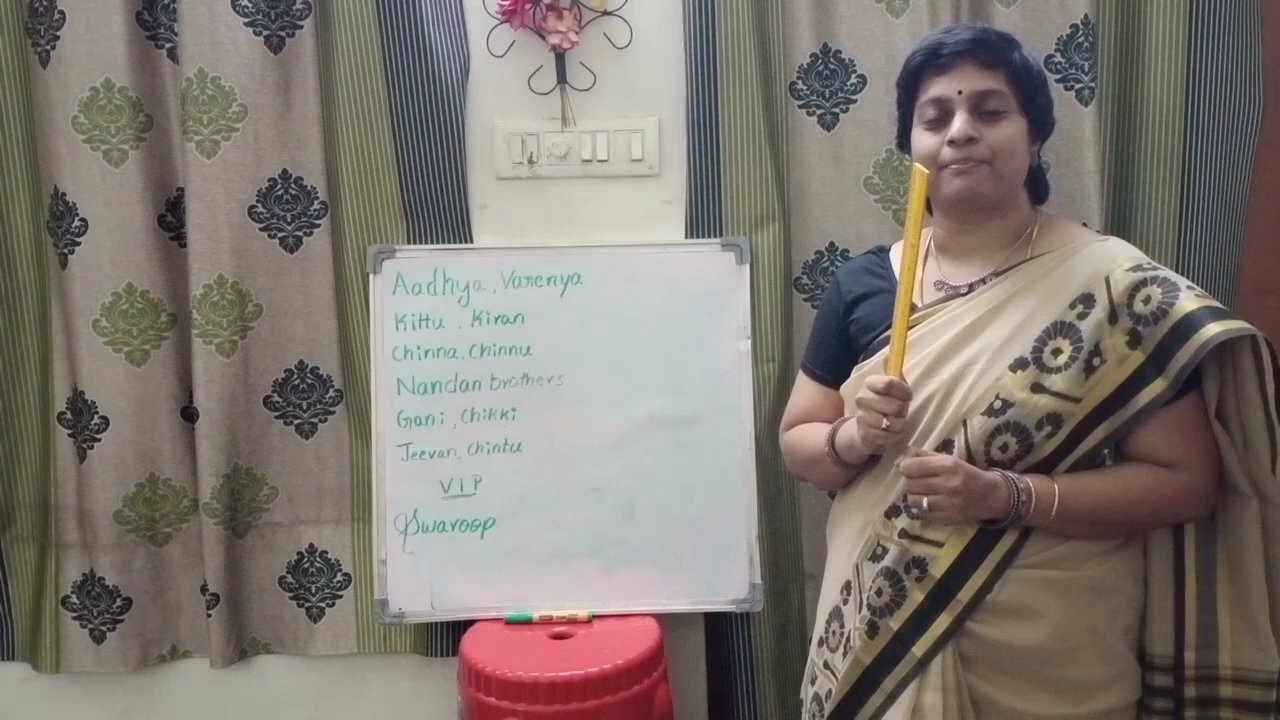 Aadhya, Varenya
Kittu, Kiran
Chinna, Chinnu
Nandan brothers
Gani, Chikki
Jeevan, Chintu
VIP
Swaroop